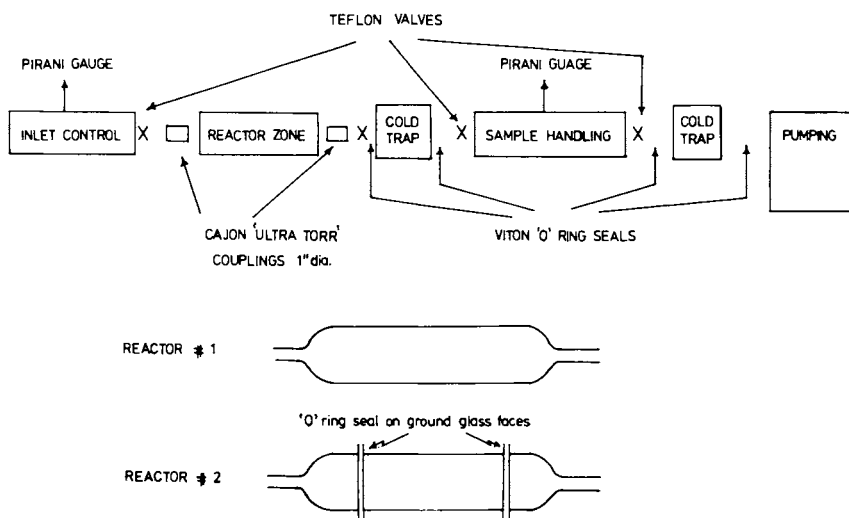 TEFLON VALVES
PIRANI GAUGE
PIRANI GUAGE
INLET CONTROL X
REACTOR ZONE
X
COLD
TRAP
X
SAMPLE HANDLING
X
COLD
TRAP
PUMPING
CAJON 'ULTRA TORR'
COUPLINGS 1" dia.
VITON 'O' RING SEALS
REACTOR # 1
'O' ring seal on ground glass faces
REACTOR # 2